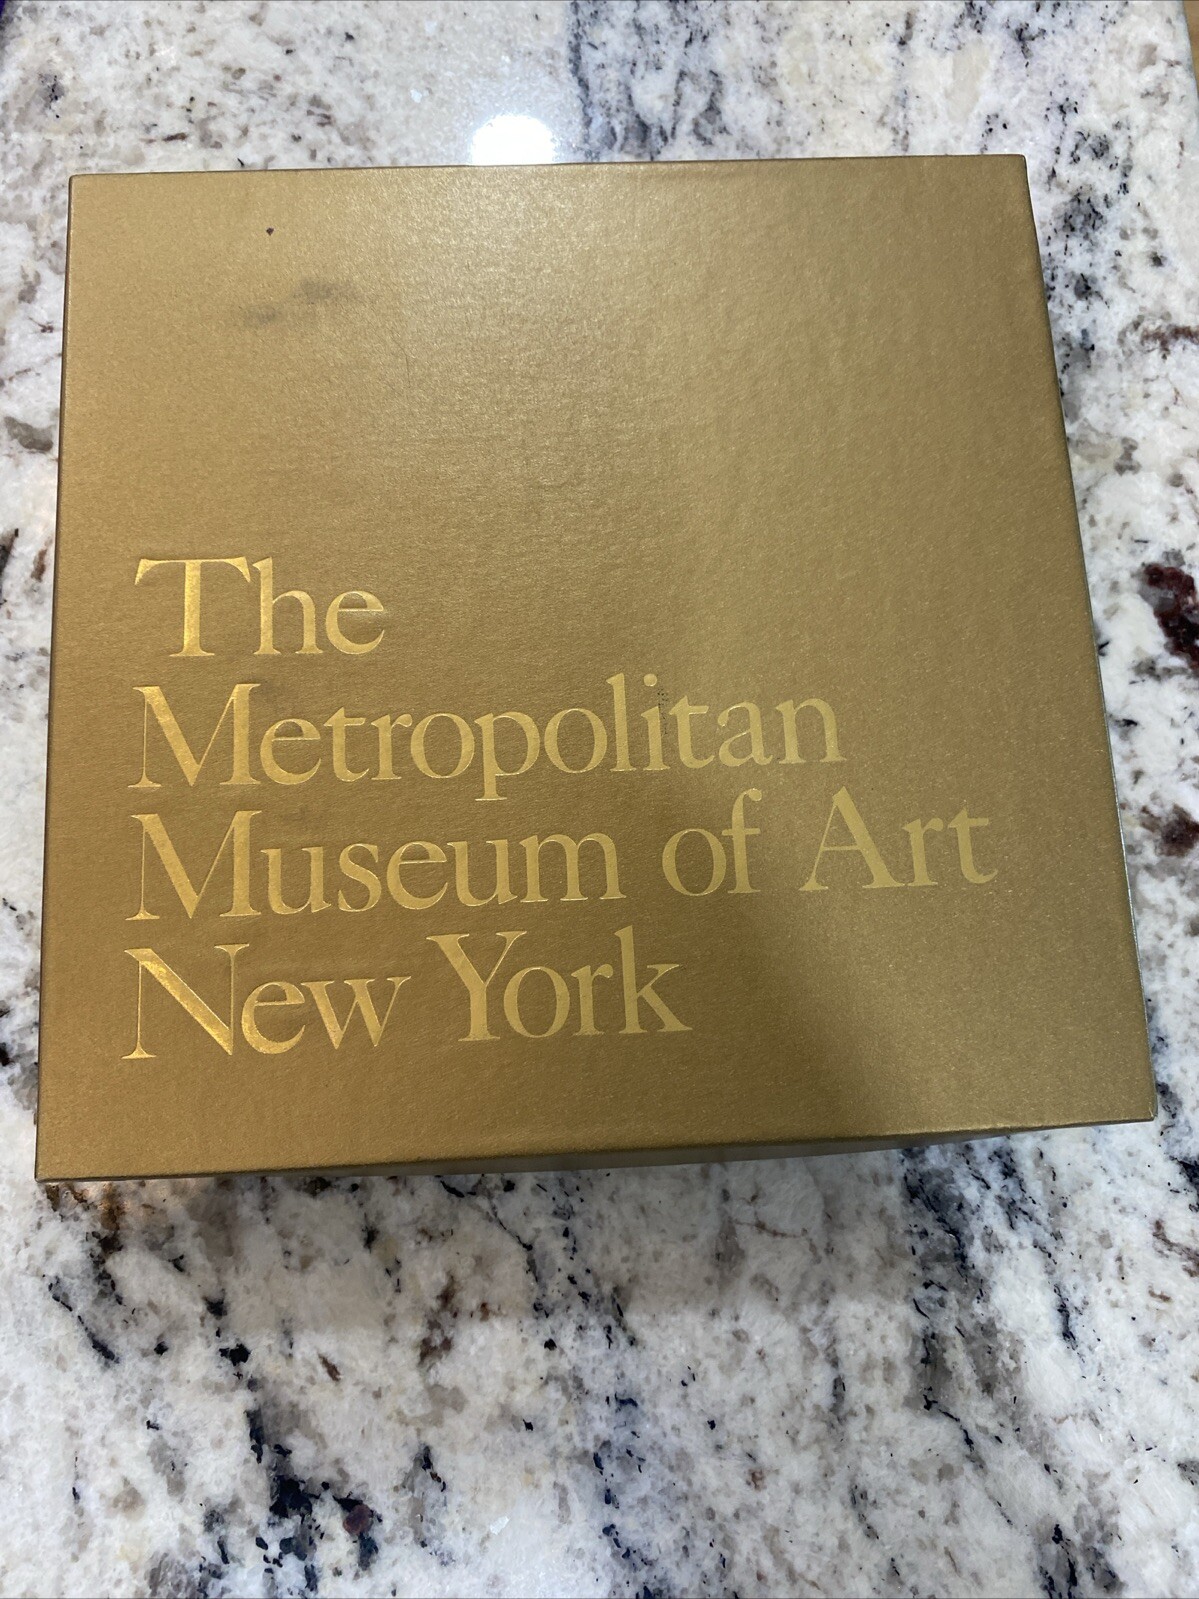 The
Metropolitan
Museum of Art
New York